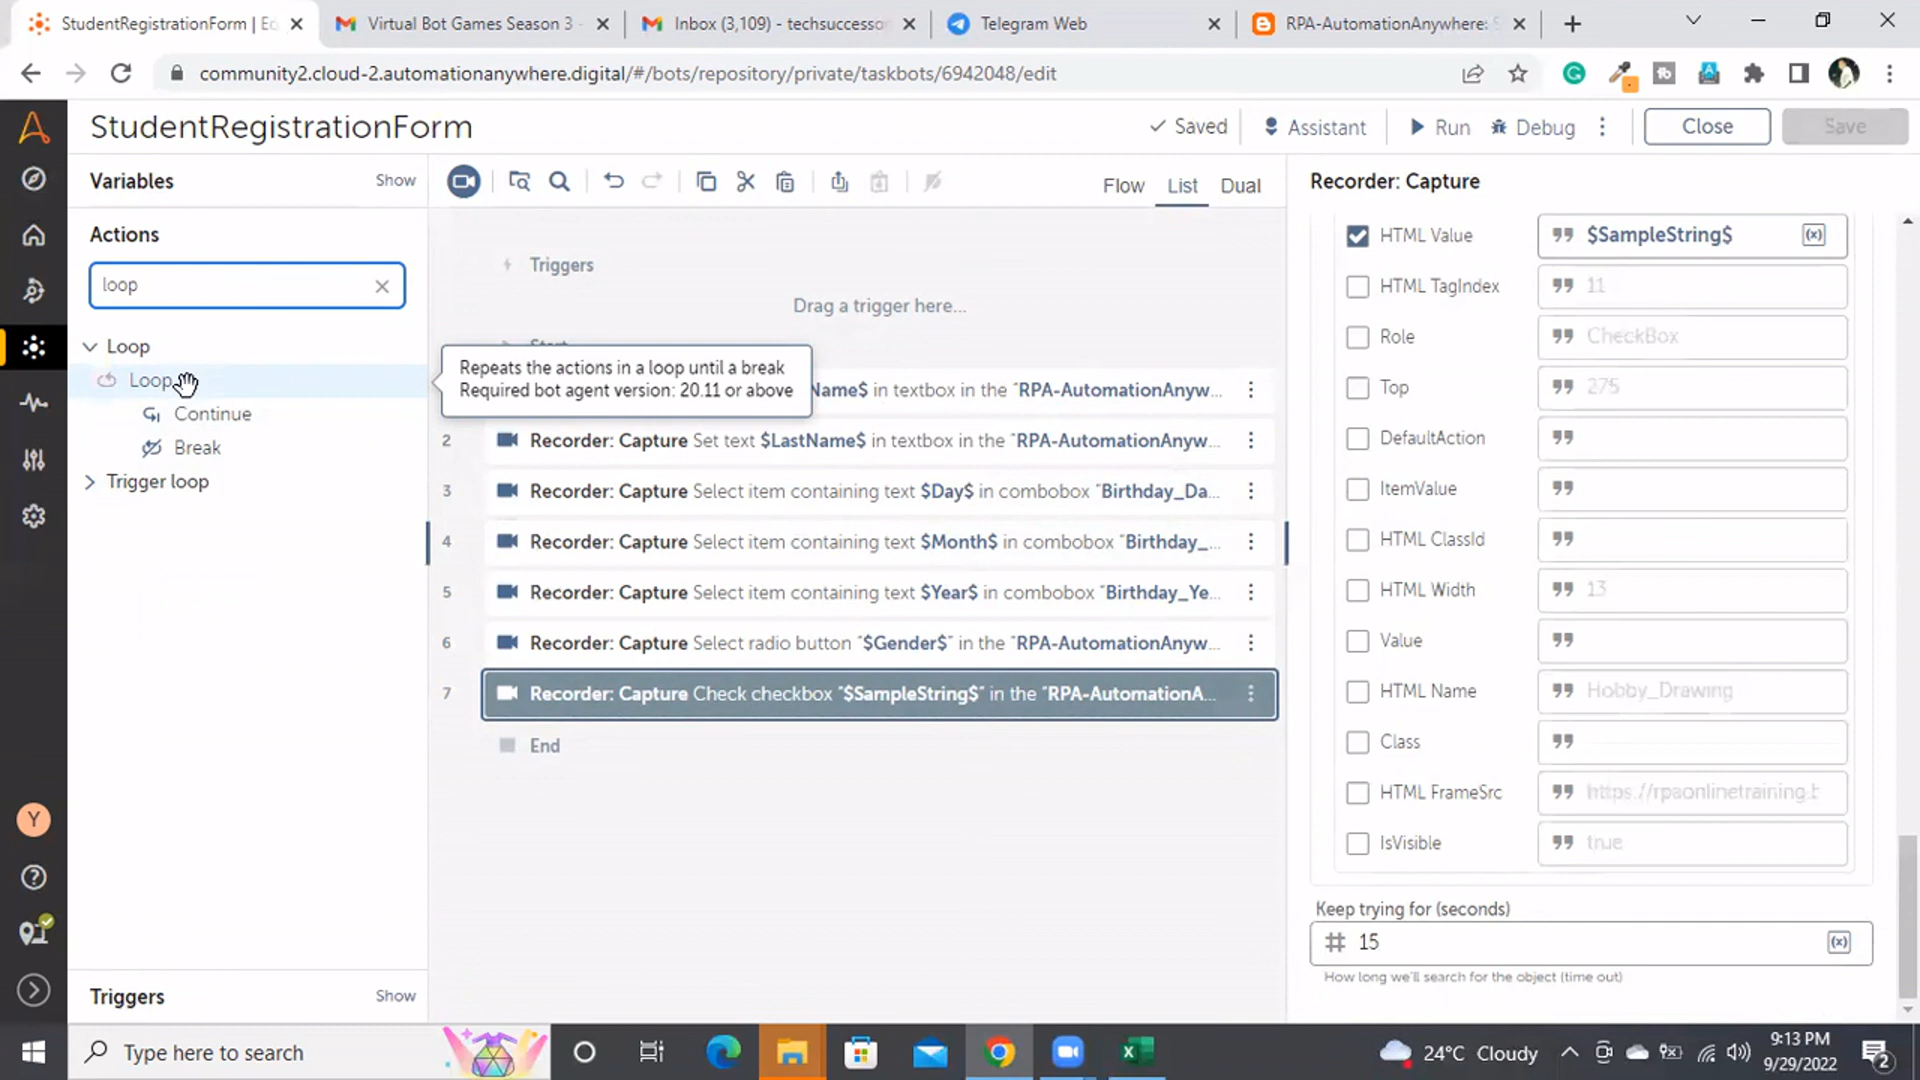 StudentRegistrationForm | Ec
Virtual Bot Games Season 3 -
Inbox (3,109) - techsuccesso
Telegram Web
RPA-AutomationAnywhere: S
community2.cloud-2.automationanywhere.digital/#/bots/repository/private/taskbots/6942048/edit
StudentRegistrationForm
Saved
Assistant
Run
Debug
Close
Save
Variables
Show
Flow
List
Dual
Recorder: Capture
Actions
loop
Loop
Loop
Continue
Break
Trigger loop
Triggers
Drag a trigger here...
Repeats the actions in a loop until a break
Required bot agent version: 20.11 or above
Name$ in textbox in the "RPA-AutomationAnyw...
2 Recorder: Capture Set text $LastName$ in textbox in the "RPA-AutomationAnyw...
3 Recorder: Capture Select item containing text $Day$ in combobox "Birthday_Da...
4 Recorder: Capture Select item containing text $Month$ in combobox "Birthday_...
5 Recorder: Capture Select item containing text $Year$ in combobox "Birthday_Ye...
6 Recorder: Capture Select radio button "$Gender$" in the "RPA-AutomationAnyw...
7 Recorder: Capture Check checkbox "$SampleString$" in the "RPA-AutomationA...
End
HTML Value $SampleString$ (x)
HTML TagIndex 11
Role CheckBox
Top 275
DefaultAction
ItemValue
HTML ClassId
HTML Width 13
Value
HTML Name Hobby_Drawing
Class
HTML FrameSrc https://rpaonlinetraining.b
IsVisible true
Keep trying for (seconds)
# 15 (x)
How long we'll search for the object (time out)
Y
Triggers
Show
Type here to search
24°C Cloudy
9:13 PM
9/29/2022
2